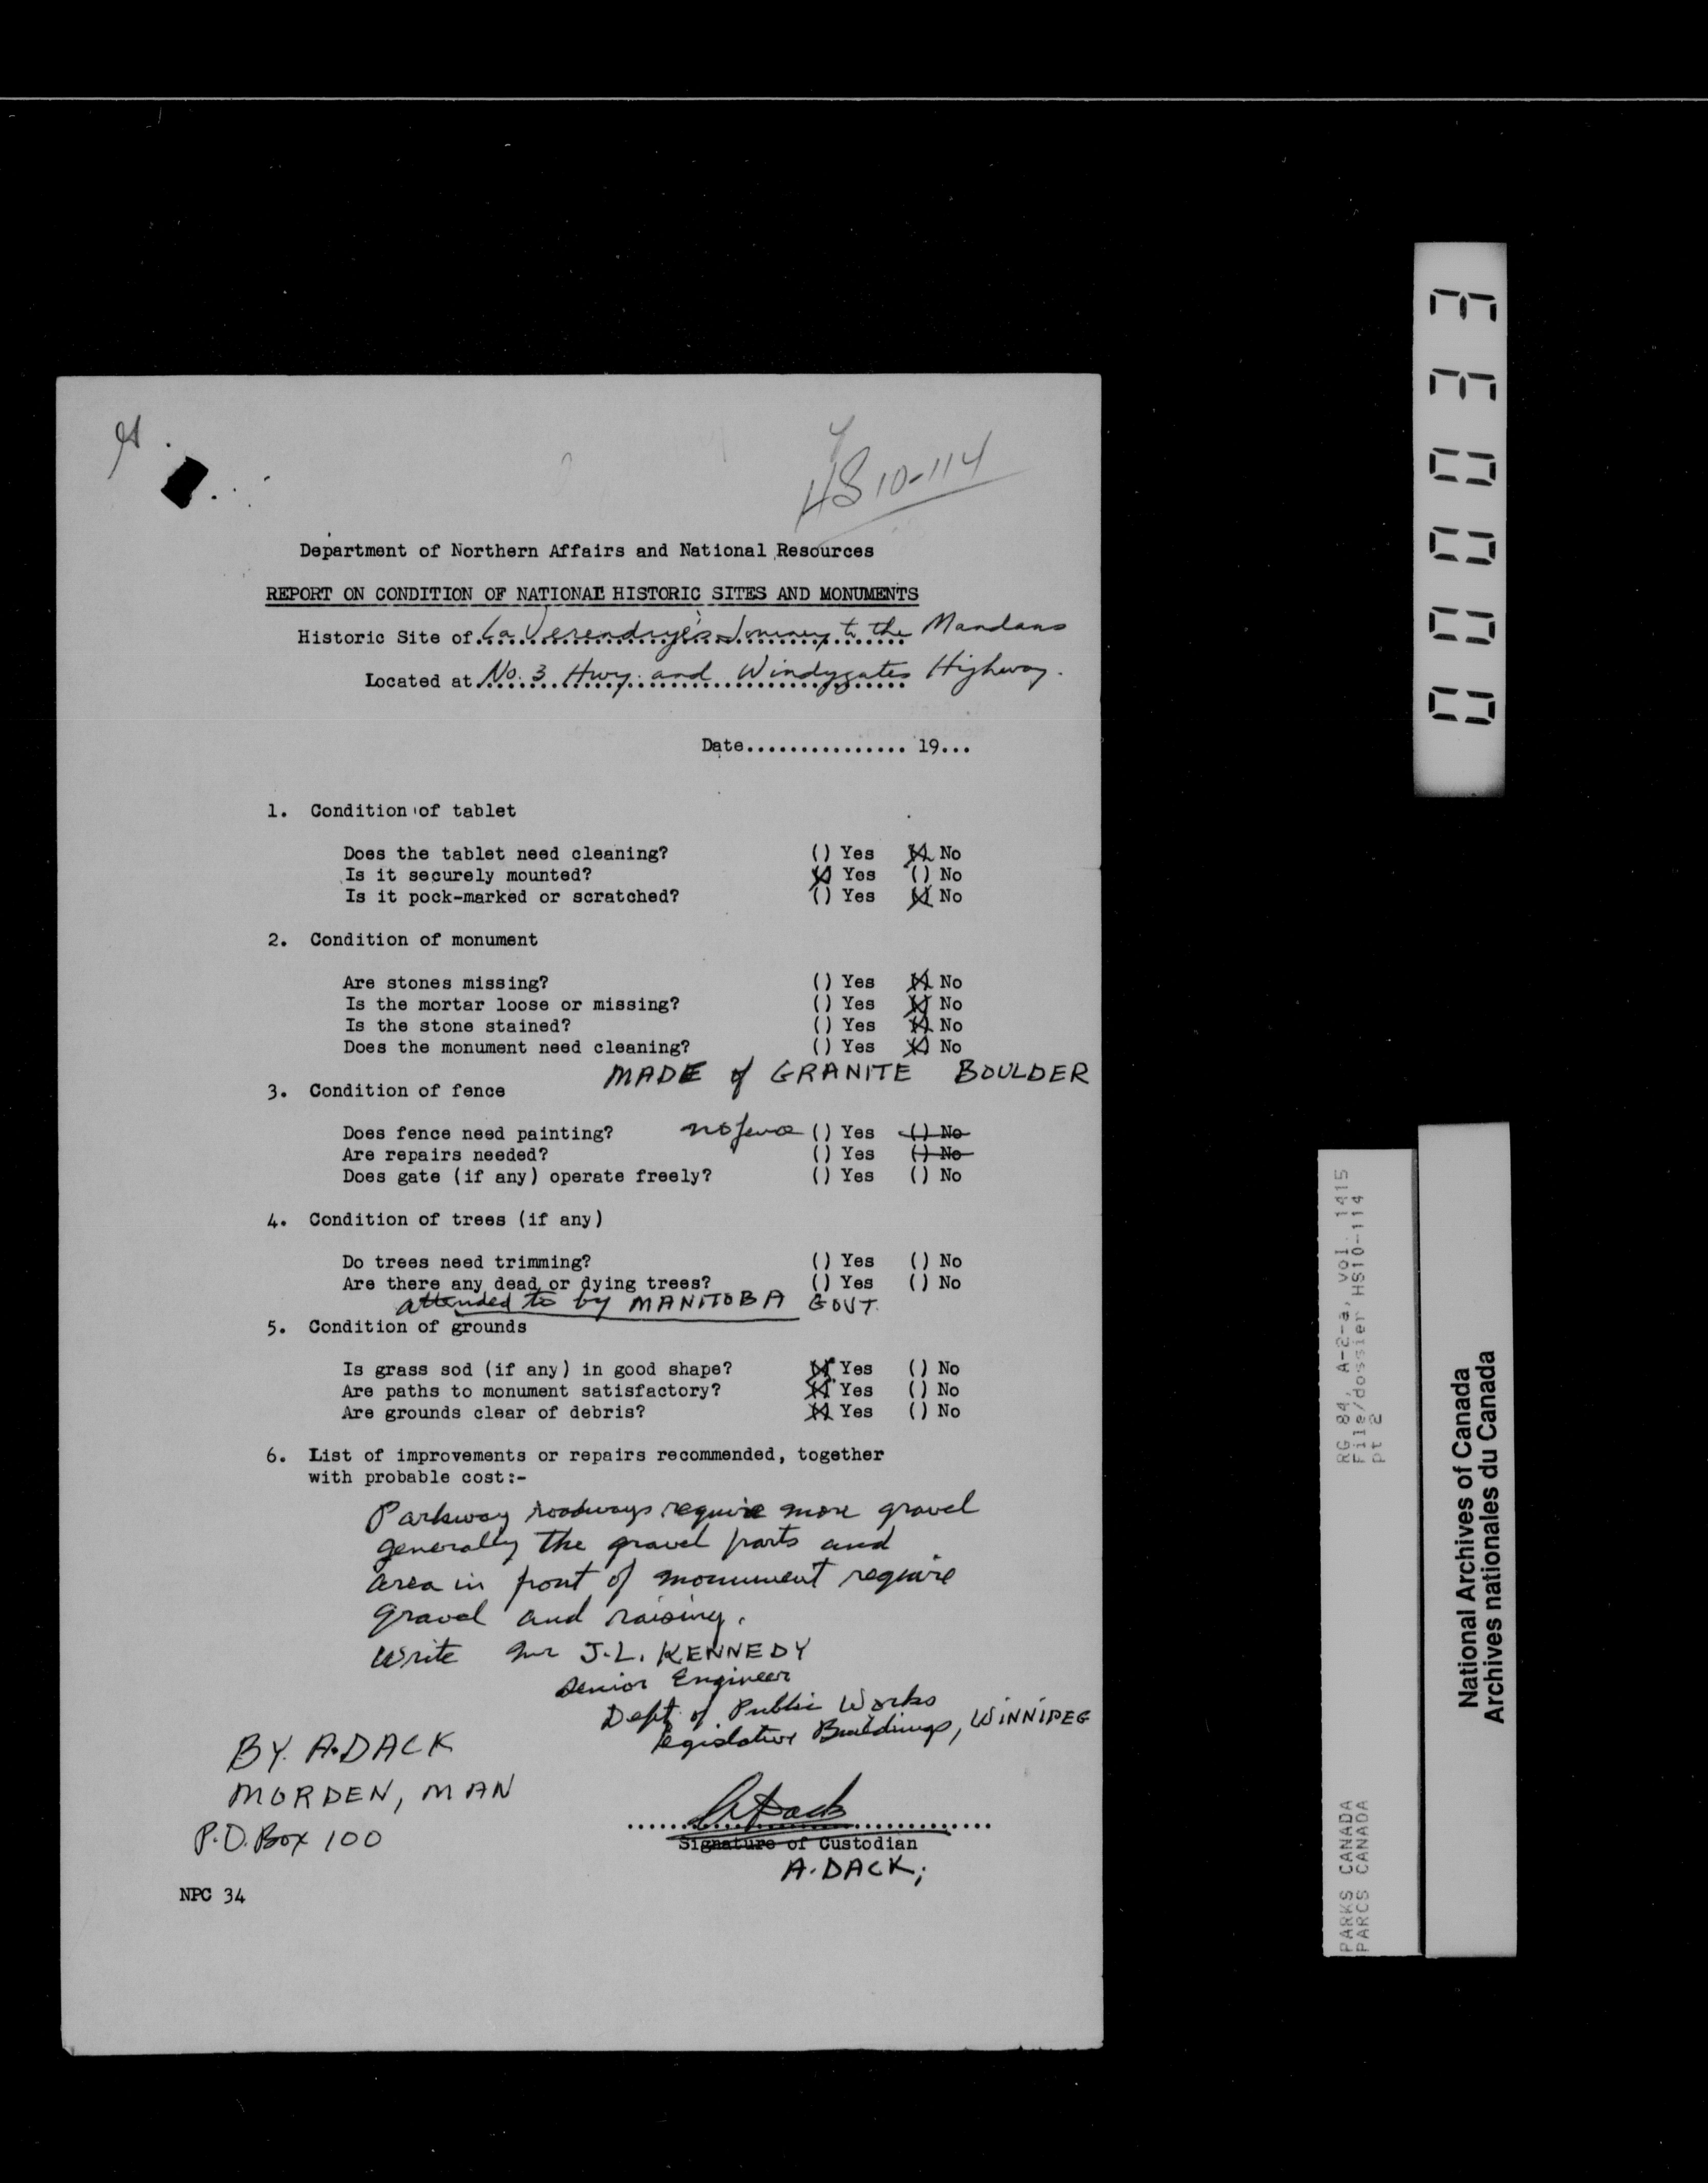 HS 10-114
Department of Northern Affairs and National Resources
REPORT ON CONDITION OF NATIONAL HISTORIC SITES AND MONUMENTS
Historic Site of La Verendrye's Journey to the Mandans
Located at No. 3 Hwy. and Windygates Highway.
Date............... 19...
1. Condition of tablet
Does the tablet need cleaning? () Yes (X) No
Is it securely mounted? (X) Yes () No
Is it pock-marked or scratched? () Yes (X) No
2. Condition of monument
Are stones missing? () Yes (X) No
Is the mortar loose or missing? () Yes (X) No
Is the stone stained? () Yes (X) No
Does the monument need cleaning? () Yes (X) No
MADE of GRANITE BOULDER
3. Condition of fence
Does fence need painting? no fence () Yes () No
Are repairs needed? () Yes () No
Does gate (if any) operate freely? () Yes () No
4. Condition of trees (if any)
Do trees need trimming? () Yes () No
Are there any dead or dying trees? () Yes () No
attended to by MANITOBA GOVT.
5. Condition of grounds
Is grass sod (if any) in good shape? (X) Yes () No
Are paths to monument satisfactory? (X) Yes () No
Are grounds clear of debris? (X) Yes () No
6. List of improvements or repairs recommended, together
with probable cost:-
Parkway roadways require more gravel
generally the gravel parts and
area in front of monument require
gravel and raising.
Write Mr J.L. KENNEDY
Senior Engineer
Dept of Public Works
Legislative Buildings, WINNIPEG
BY. A. DACK
MORDEN, MAN
P.O. Box 100
A Dack
Signature of Custodian
A. DACK;
NPC 34
000033
RG 84, A-2-a, vol. 1415
File/dossier HS10-114
pt 2
PARKS CANADA
PARCS CANADA
National Archives of Canada
Archives nationales du Canada